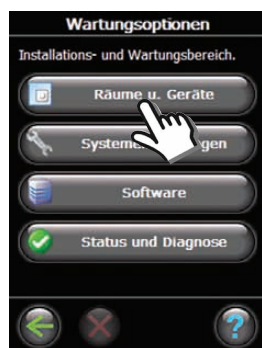 Wartungsoptionen
Installations- und Wartungsbereich.
Räume u. Geräte
Software
Status und Diagnose
?